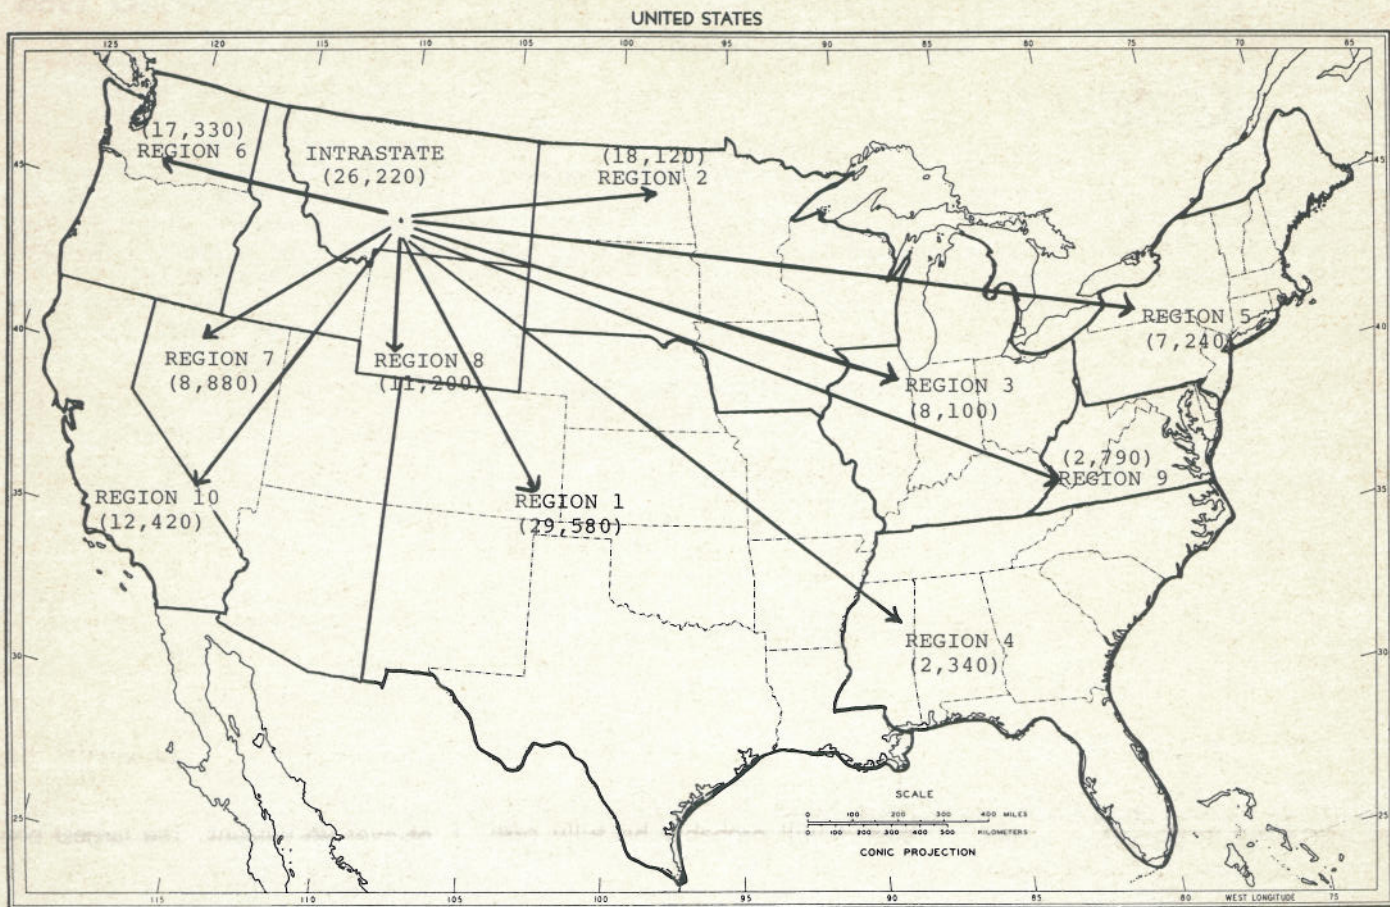 UNITED STATES
125 120 115 110 105 100 95 90 85 80 75 70 65
(17,330)
REGION 6
INTRASTATE
(26,220)
(18,120)
REGION 2
45
45
REGION 5
(7,240)
40
40
REGION 7
(8,880)
REGION 8
(11,200)
REGION 3
(8,100)
(2,790)
REGION 9
35
35
REGION 10
(12,420)
REGION 1
(29,580)
REGION 4
(2,340)
30
30
SCALE
0 100 200 300 400 MILES
0 100 200 300 400 500 KILOMETERS
CONIC PROJECTION
25
25
115 110 105 100 95 90 85 80 WEST LONGITUDE 75